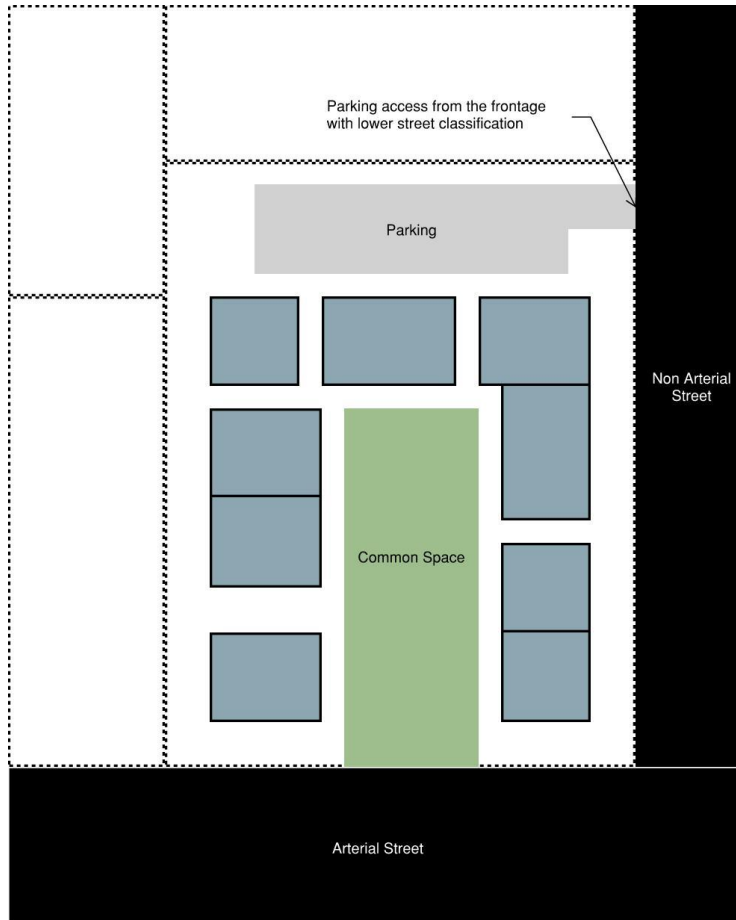 Parking access from the frontage
with lower street classification
Parking
Non Arterial
Street
Common Space
Arterial Street